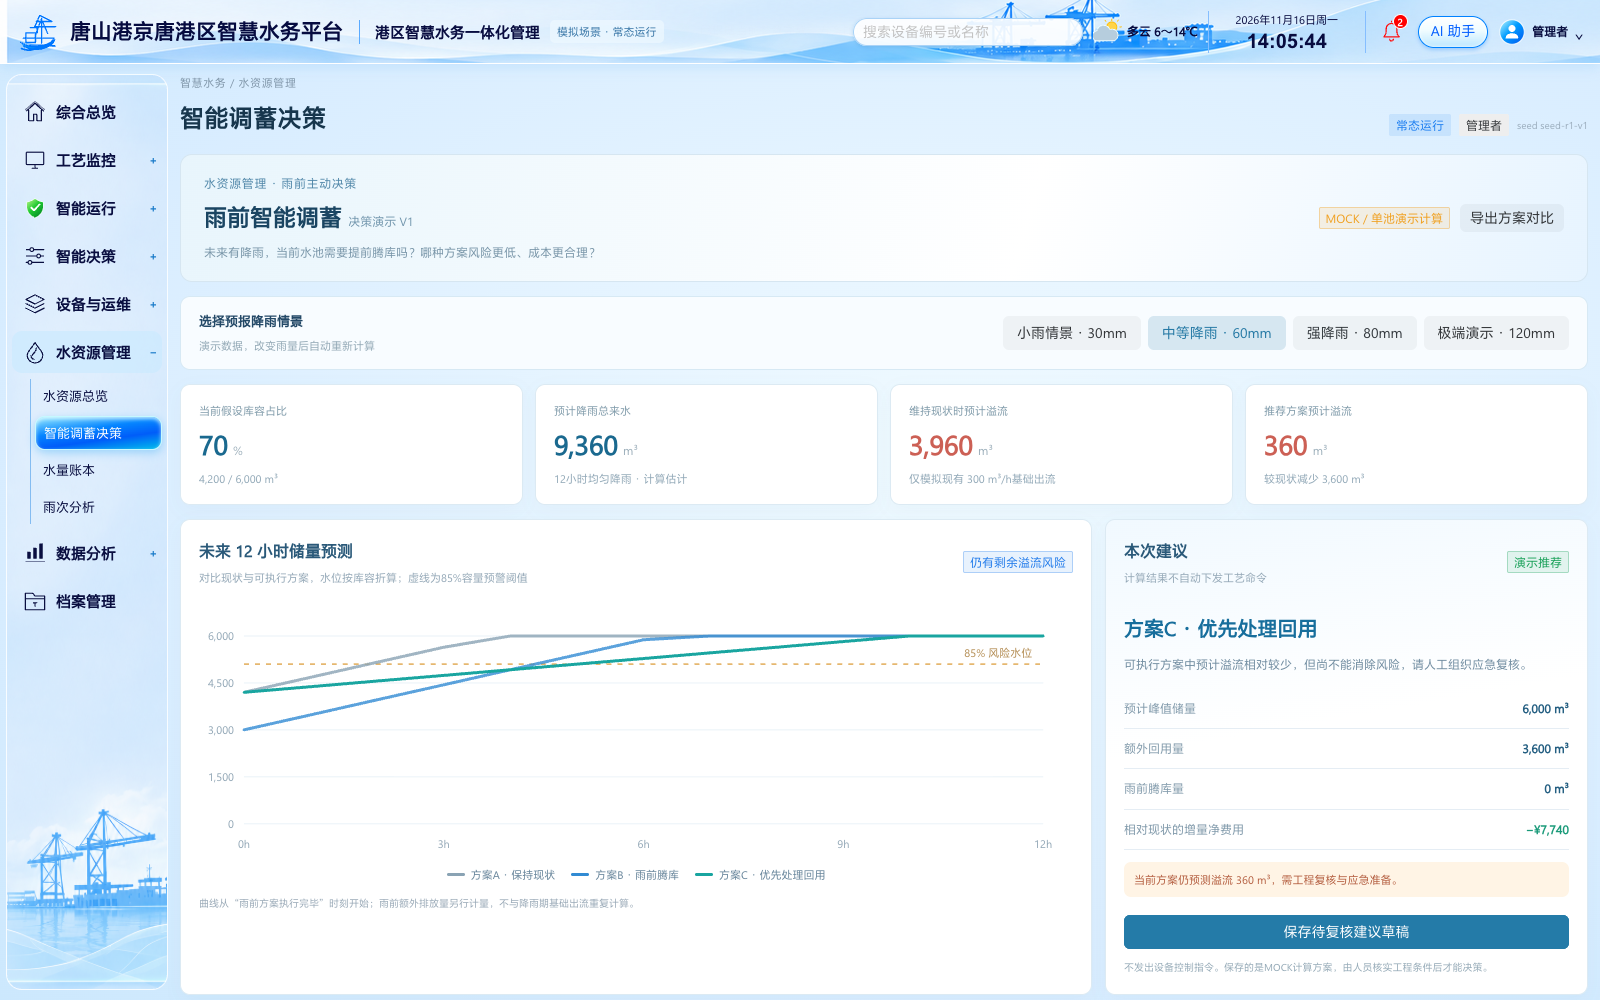 唐山港京唐港区智慧水务平台
港区智慧水务一体化管理
模拟场景 · 常态运行
搜索设备编号或名称
多云 6~14℃
2026年11月16日周一
14:05:44
2
AI 助手
管理者
综合总览
工艺监控 +
智能运行 +
智能决策 +
设备与运维 +
水资源管理 −
水资源总览
智能调蓄决策
水量账本
雨次分析
数据分析 +
档案管理
智慧水务 / 水资源管理
智能调蓄决策
常态运行
管理者
seed seed-r1-v1
水资源管理 · 雨前主动决策
雨前智能调蓄 决策演示 V1
未来有降雨，当前水池需要提前腾库吗？哪种方案风险更低、成本更合理？
MOCK / 单池演示计算
导出方案对比
选择预报降雨情景
演示数据，改变雨量后自动重新计算
小雨情景 · 30mm
中等降雨 · 60mm
强降雨 · 80mm
极端演示 · 120mm
当前假设库容占比
70 %
4,200 / 6,000 m³
预计降雨总来水
9,360 m³
12小时均匀降雨 · 计算估计
维持现状时预计溢流
3,960 m³
仅模拟现有 300 m³/h基础出流
推荐方案预计溢流
360 m³
较现状减少 3,600 m³
未来 12 小时储量预测
对比现状与可执行方案，水位按库容折算；虚线为85%容量预警阈值
仍有剩余溢流风险
6,000
4,500
3,000
1,500
0
85% 风险水位
0h
3h
6h
9h
12h
方案A · 保持现状
方案B · 雨前腾库
方案C · 优先处理回用
曲线从“雨前方案执行完毕”时刻开始；雨前额外排放量另行计量，不与降雨期基础出流重复计算。
本次建议
计算结果不自动下发工艺命令
演示推荐
方案C · 优先处理回用
可执行方案中预计溢流相对较少，但尚不能消除风险，请人工组织应急复核。
预计峰值储量 6,000 m³
额外回用量 3,600 m³
雨前腾库量 0 m³
相对现状的增量净费用 −¥7,740
当前方案仍预测溢流 360 m³，需工程复核与应急准备。
保存待复核建议草稿
不发出设备控制指令。保存的是MOCK计算方案，由人员核实工程条件后才能决策。